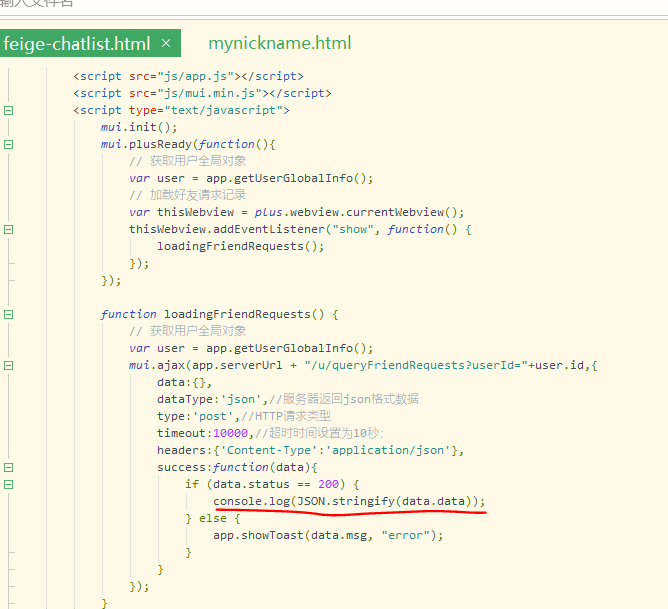 输入文件名
feige-chatlist.html × mynickname.html
<script src="js/app.js"></script>
<script src="js/mui.min.js"></script>
<script type="text/javascript">
mui.init();
mui.plusReady(function(){
// 获取用户全局对象
var user = app.getUserGlobalInfo();
// 加载好友请求记录
var thisWebview = plus.webview.currentWebview();
thisWebview.addEventListener("show", function() {
loadingFriendRequests();
});
});
function loadingFriendRequests() {
// 获取用户全局对象
var user = app.getUserGlobalInfo();
mui.ajax(app.serverUrl + "/u/queryFriendRequests?userId="+user.id,{
data:{},
dataType:'json',//服务器返回json格式数据
type:'post',//HTTP请求类型
timeout:10000,//超时时间设置为10秒;
headers:{'Content-Type':'application/json'},
success:function(data){
if (data.status == 200) {
console.log(JSON.stringify(data.data));
} else {
app.showToast(data.msg, "error");
}
}
});
}